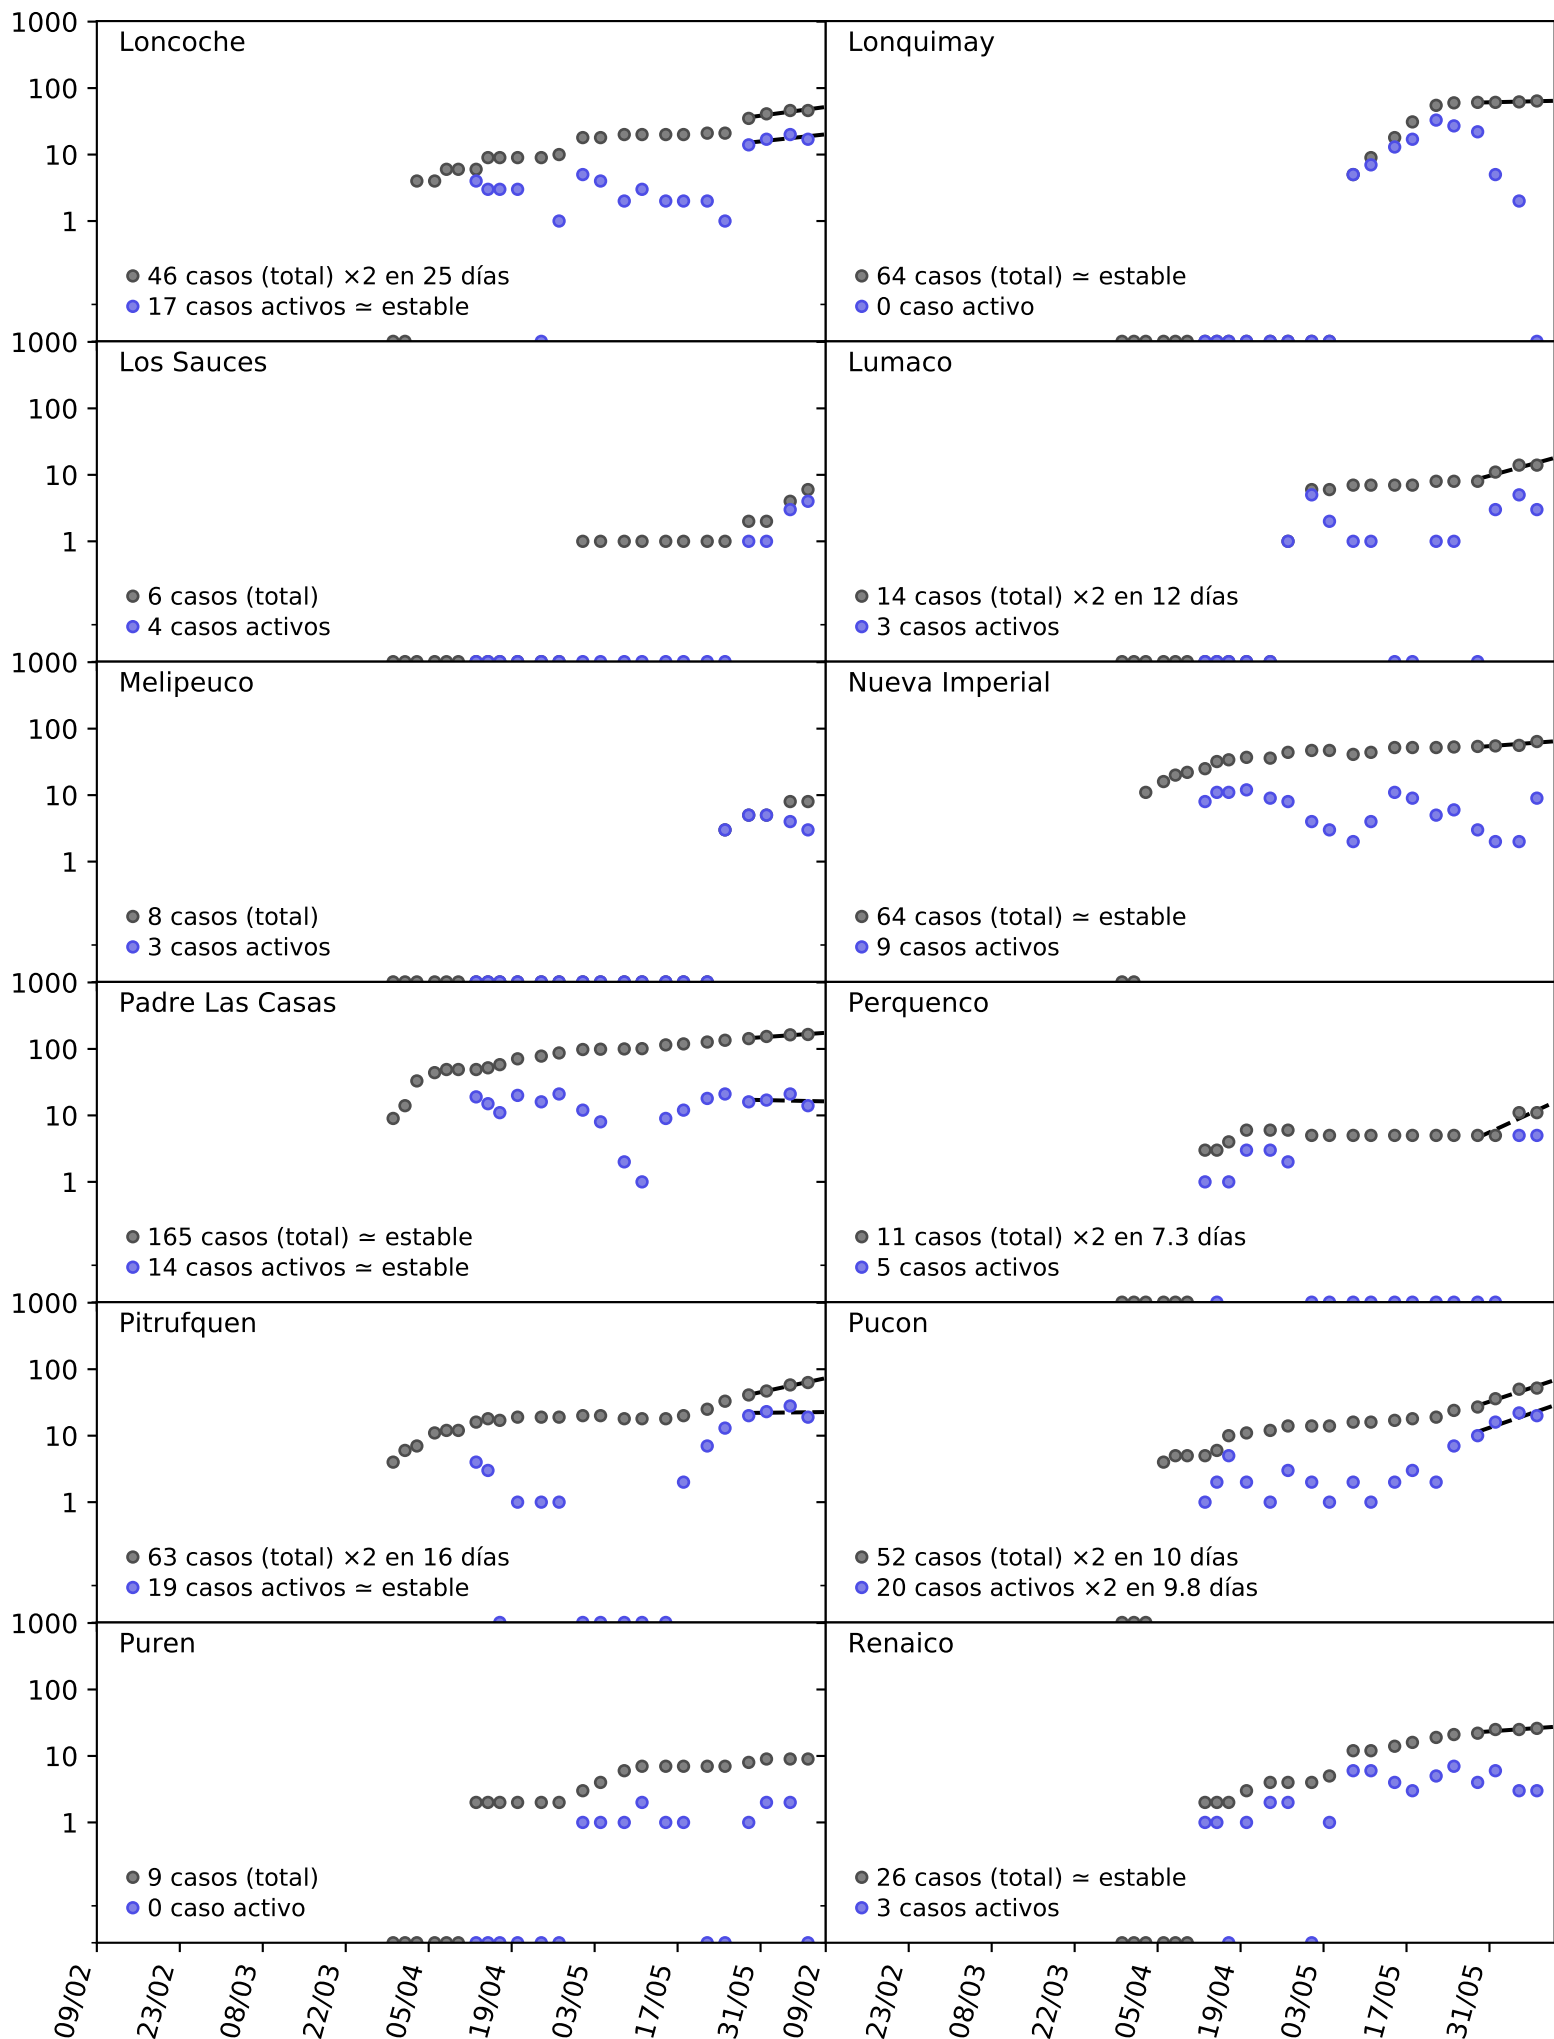 1000
Loncoche
Lonquimay
100
10
1
46 casos (total) ×2 en 25 días
17 casos activos ≃ estable
64 casos (total) ≃ estable
0 caso activo
1000
Los Sauces
Lumaco
100
10
1
6 casos (total)
4 casos activos
14 casos (total) ×2 en 12 días
3 casos activos
1000
Melipeuco
Nueva Imperial
100
10
1
8 casos (total)
3 casos activos
64 casos (total) ≃ estable
9 casos activos
1000
Padre Las Casas
Perquenco
100
10
1
165 casos (total) ≃ estable
14 casos activos ≃ estable
11 casos (total) ×2 en 7.3 días
5 casos activos
1000
Pitrufquen
Pucon
100
10
1
63 casos (total) ×2 en 16 días
19 casos activos ≃ estable
52 casos (total) ×2 en 10 días
20 casos activos ×2 en 9.8 días
1000
Puren
Renaico
100
10
1
9 casos (total)
0 caso activo
26 casos (total) ≃ estable
3 casos activos
09/02
23/02
08/03
22/03
05/04
19/04
03/05
17/05
31/05
09/02
23/02
08/03
22/03
05/04
19/04
03/05
17/05
31/05